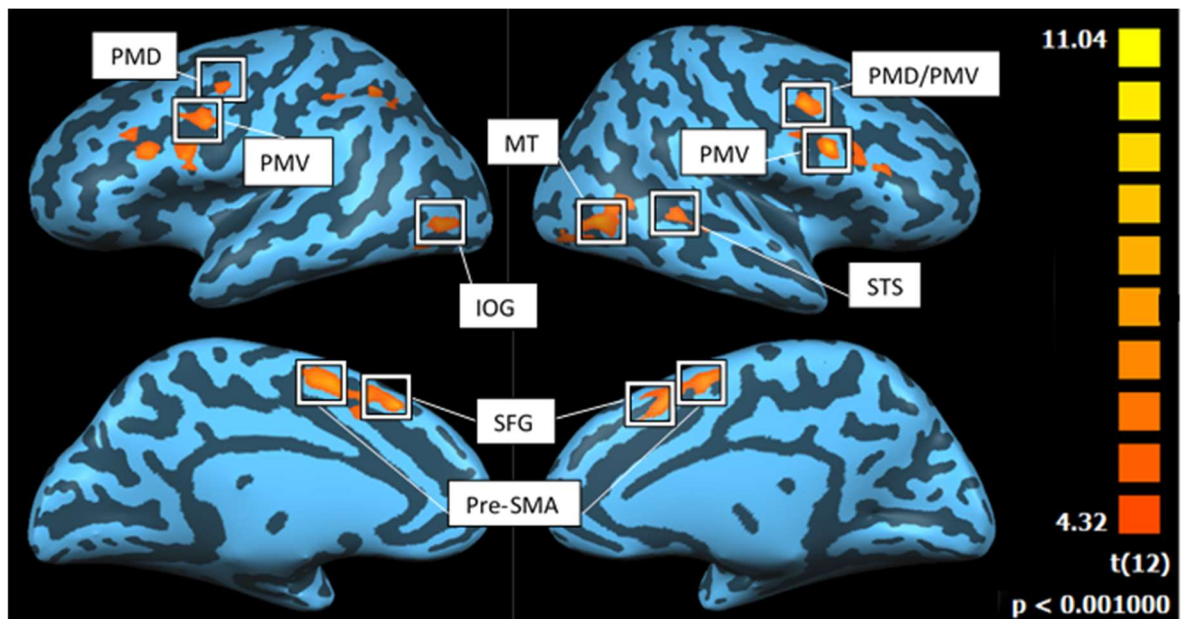 PMD
PMV
IOG
MT
PMD/PMV
PMV
STS
SFG
Pre-SMA
11.04
4.32
t(12)
p < 0.001000